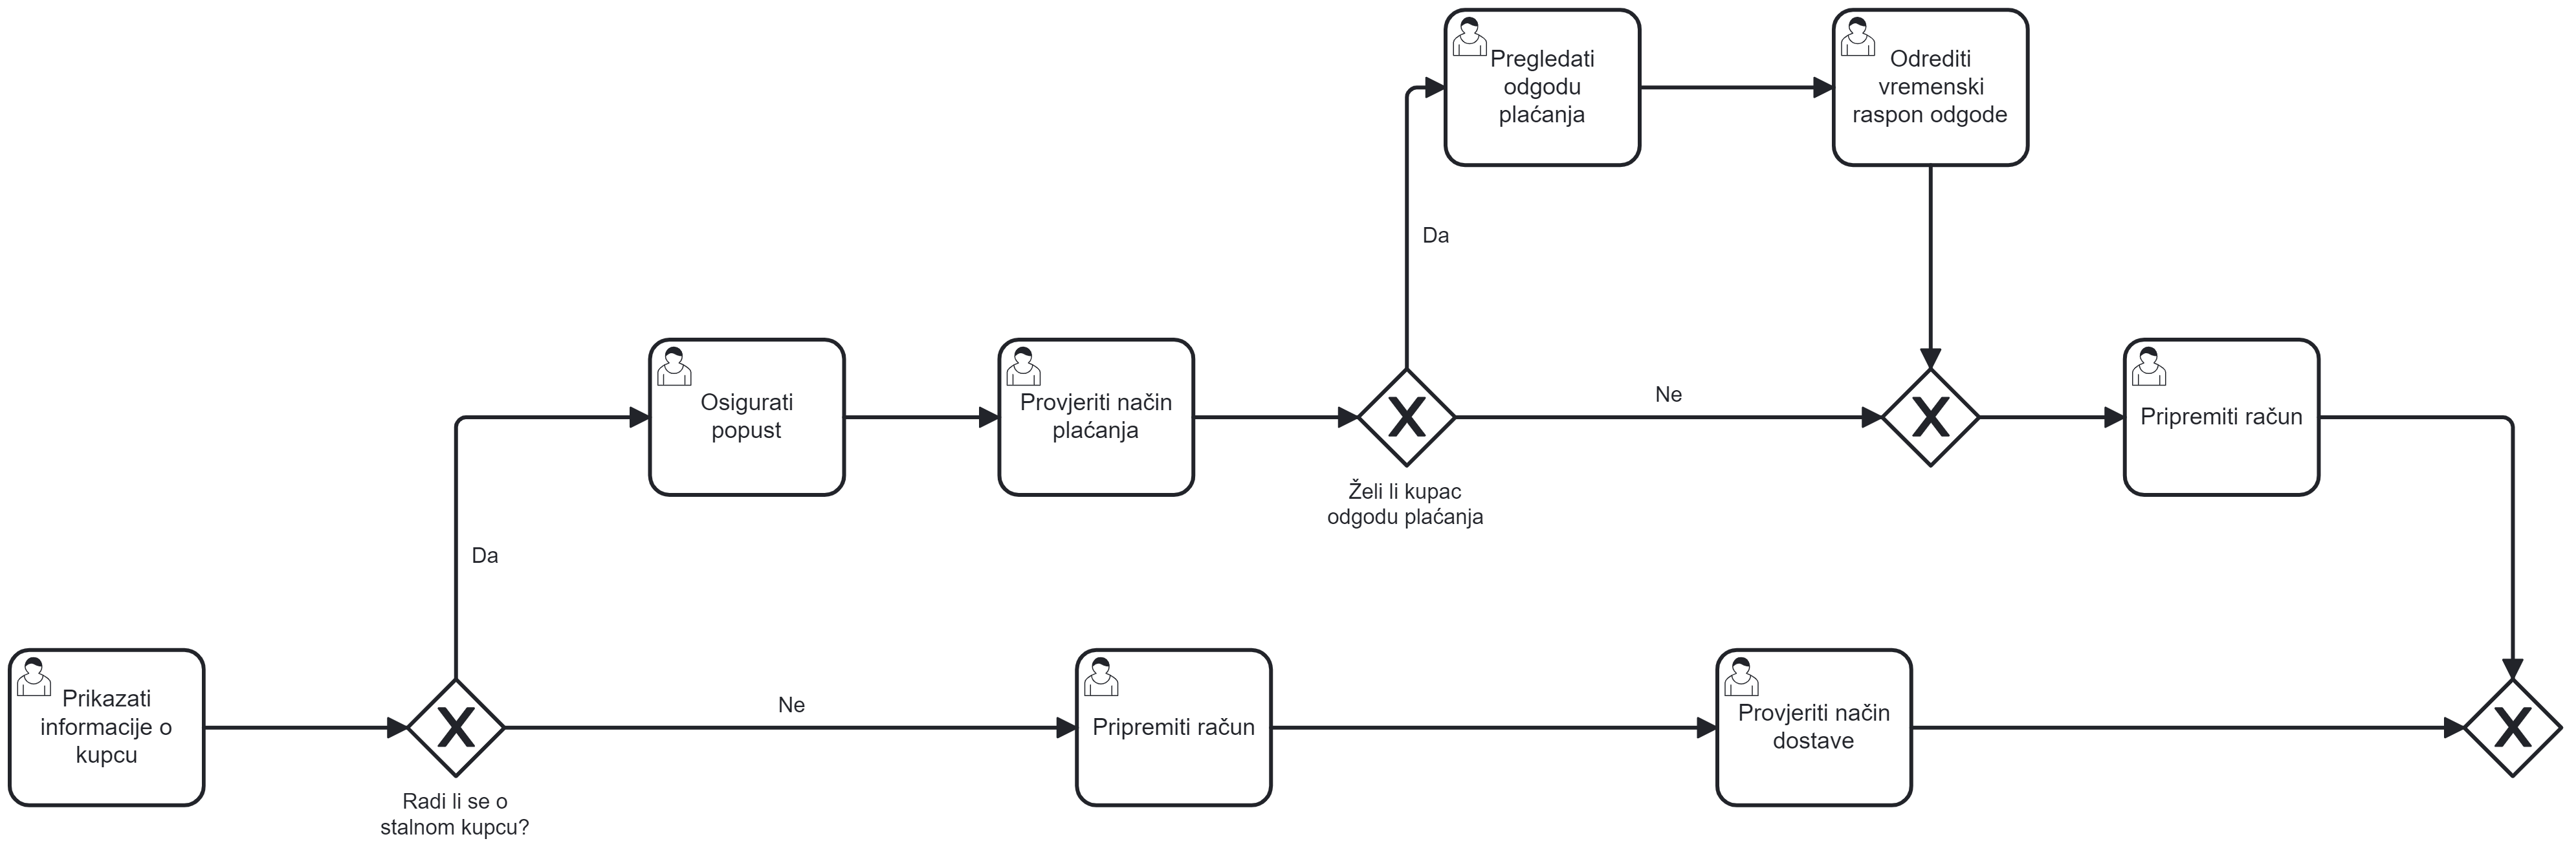 Pregledati
odgodu
plaćanja
Odrediti
vremenski
raspon odgode
Da
Osigurati
popust
Provjeriti način
plaćanja
Ne
Pripremiti račun
Želi li kupac
odgodu plaćanja
Da
Prikazati
informacije o
kupcu
Ne
Pripremiti račun
Provjeriti način
dostave
Radi li se o
stalnom kupcu?